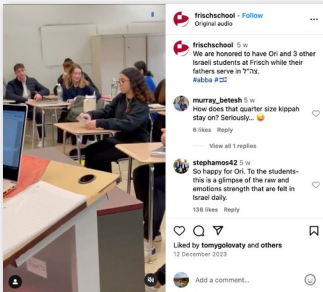 frischschool • Follow
Original audio
frischschool 5 w
We are honored to have Ori and 3 other
Israeli students at Frisch while their
fathers serve in צה"ל.
#abba #🇮🇱
murray_betesh 5 w
How does that quarter size kippah
stay on? Seriously... 😜
8 likes Reply
View all 1 replies
stephamos42 5 w
So happy for Ori. To the students-
this is a glimpse of the raw and
emotions strength that are felt in
Israel daily.
138 likes Reply
Liked by tomygolovaty and others
12 December 2023
Add a comment...